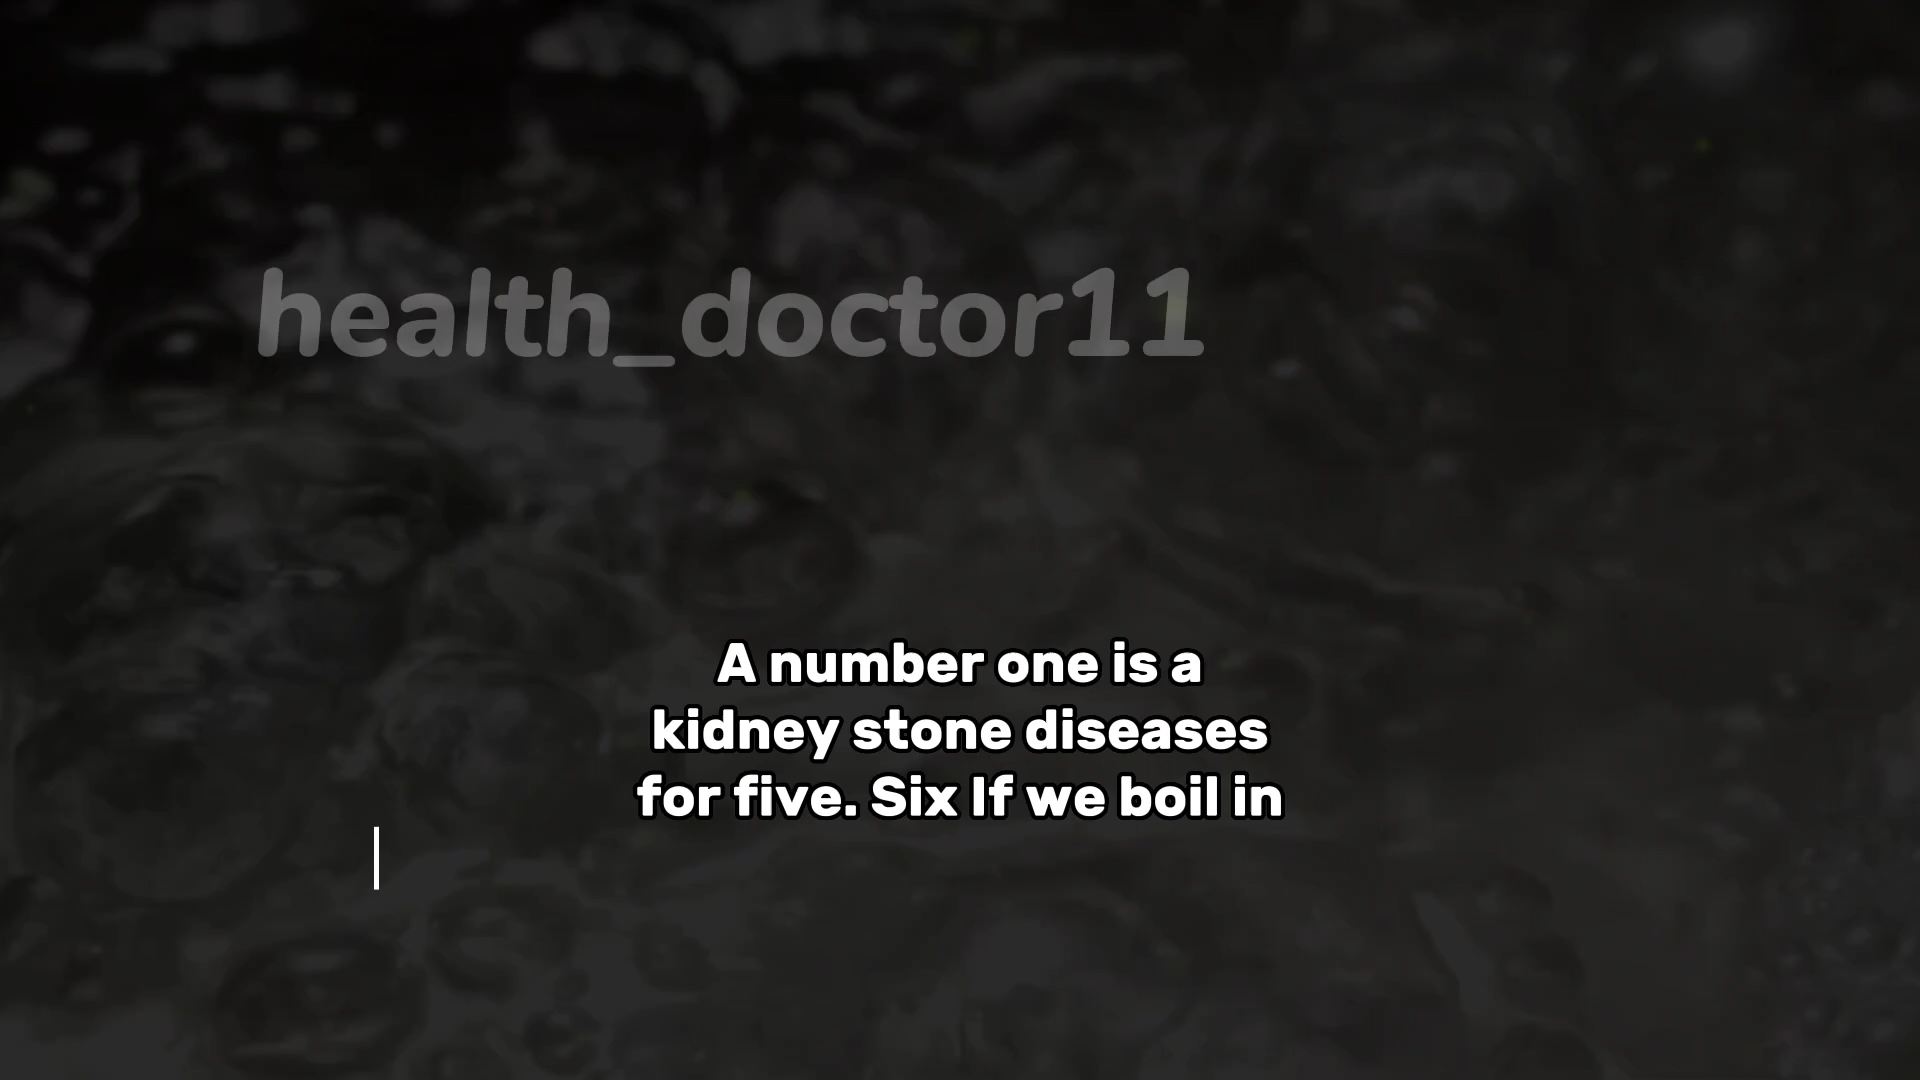 health_doctor11
A number one is a
kidney stone diseases
for five. Six If we boil in